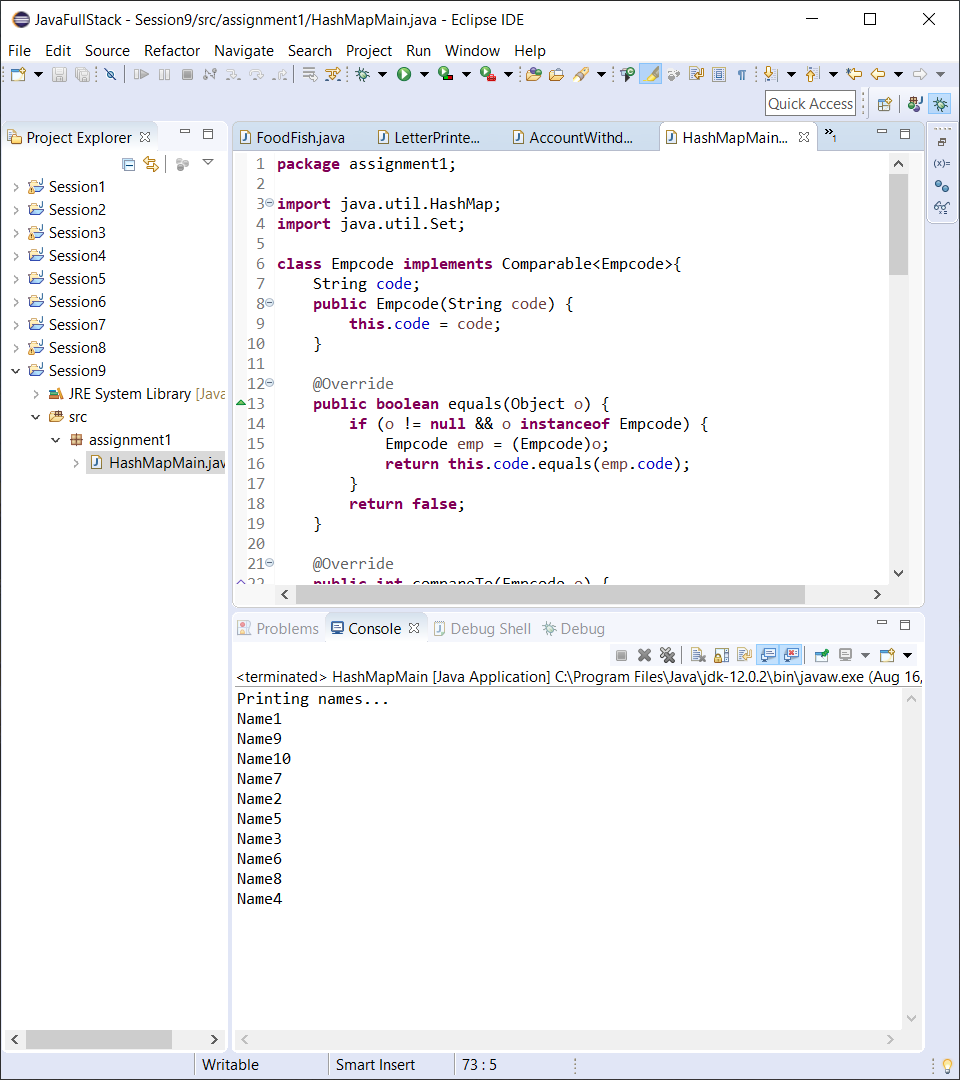 JavaFullStack - Session9/src/assignment1/HashMapMain.java - Eclipse IDE
File Edit Source Refactor Navigate Search Project Run Window Help
Quick Access
Project Explorer
Session1
Session2
Session3
Session4
Session5
Session6
Session7
Session8
Session9
JRE System Library [Java
src
assignment1
HashMapMain.jav
FoodFish.java LetterPrinte... AccountWithd... HashMapMain... »1
1 package assignment1;
2
3 import java.util.HashMap;
4 import java.util.Set;
5
6 class Empcode implements Comparable<Empcode>{
7 String code;
8 public Empcode(String code) {
9 this.code = code;
10 }
11
12 @Override
13 public boolean equals(Object o) {
14 if (o != null && o instanceof Empcode) {
15 Empcode emp = (Empcode)o;
16 return this.code.equals(emp.code);
17 }
18 return false;
19 }
20
21 @Override
22 public int compareTo(Empcode o) {
(x)=
Problems Console Debug Shell Debug
<terminated> HashMapMain [Java Application] C:\Program Files\Java\jdk-12.0.2\bin\javaw.exe (Aug 16,
Printing names...
Name1
Name9
Name10
Name7
Name2
Name5
Name3
Name6
Name8
Name4
Writable Smart Insert 73 : 5